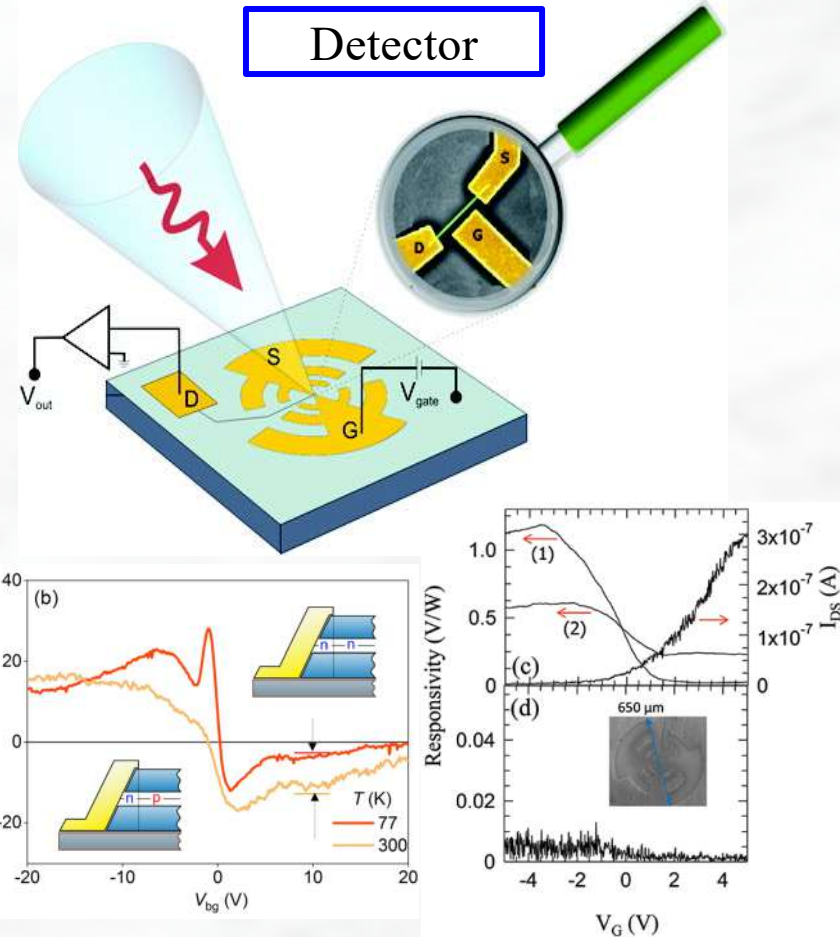 Detector
S
D
G
S
D
G
V_out
V_gate
(b)
40
20
0
-20
n n
n p
T (K)
77
300
-20 -10 0 10 20
V_bg (V)
1.0
0.5
0
(1)
(2)
(c)
3x10^-7
2x10^-7
1x10^-7
0
I_DS (A)
Responsivity (V/W)
(d)
650 μm
0.04
0.02
0
-4 -2 0 2 4
V_G (V)